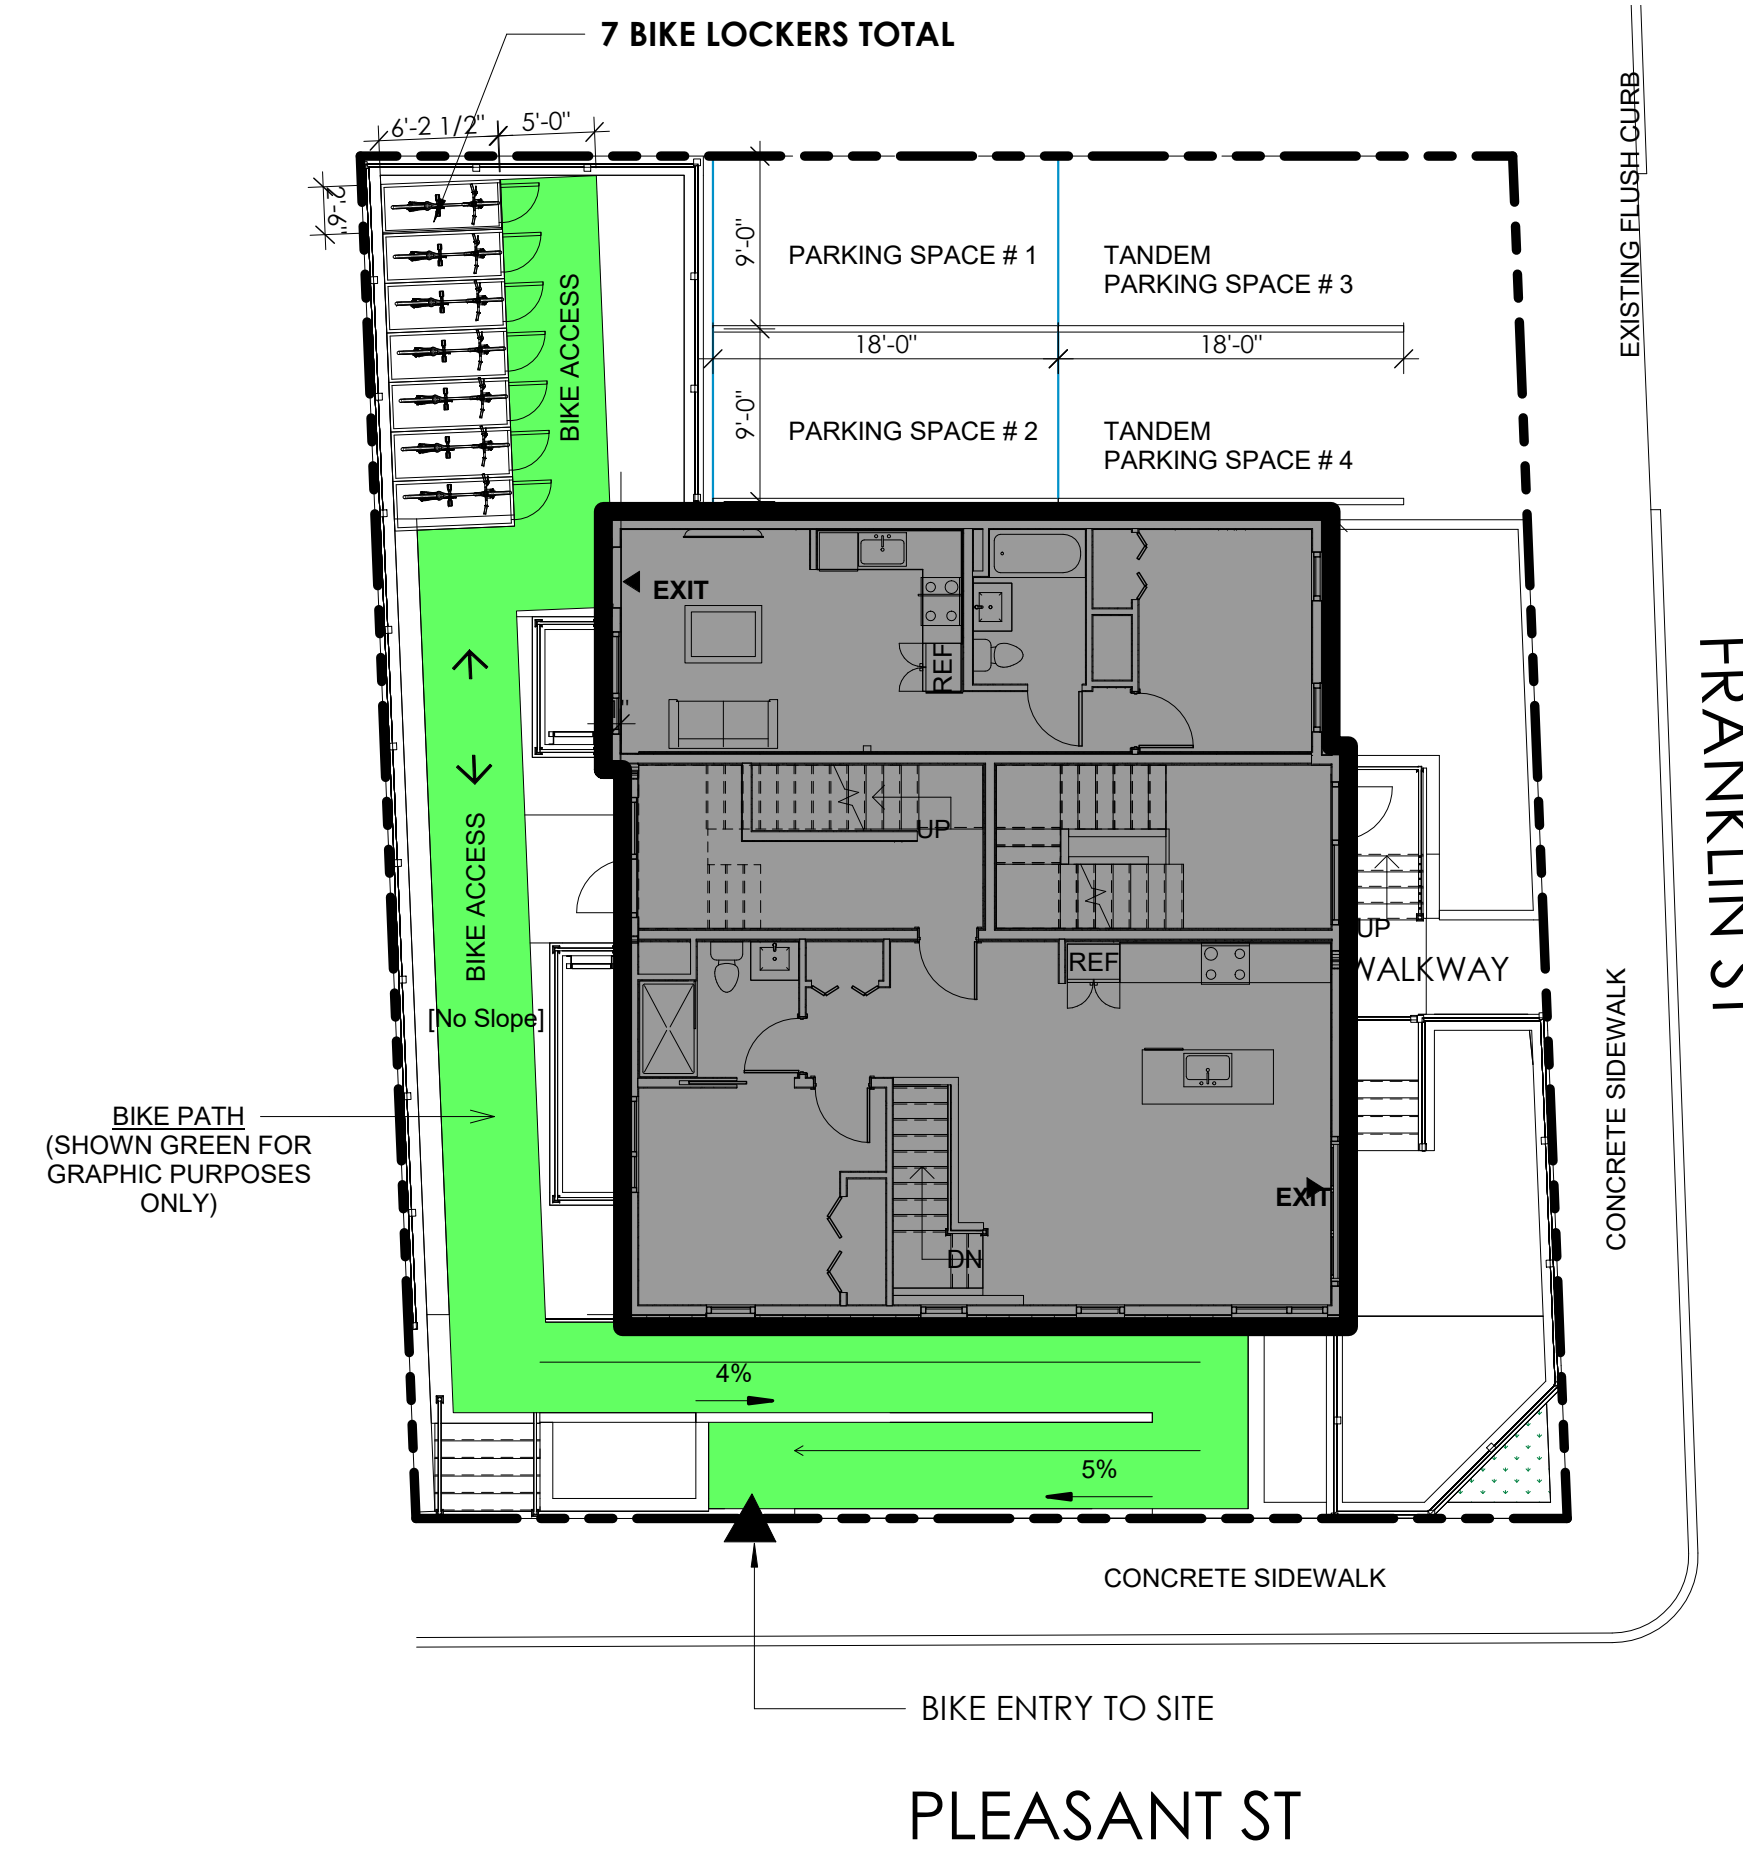 7 BIKE LOCKERS TOTAL
6'-2 1/2"
5'-0"
2'-6"
EXISTING FLUSH CURB
9'-0"
PARKING SPACE # 1
TANDEM
PARKING SPACE # 3
BIKE ACCESS
18'-0"
18'-0"
9'-0"
PARKING SPACE # 2
TANDEM
PARKING SPACE # 4
EXIT
REF
FRANKLIN ST
UP
BIKE ACCESS
UP
REF
WALKWAY
[No Slope]
CONCRETE SIDEWALK
BIKE PATH
(SHOWN GREEN FOR
GRAPHIC PURPOSES
ONLY)
EXIT
DN
4%
5%
CONCRETE SIDEWALK
BIKE ENTRY TO SITE
PLEASANT ST